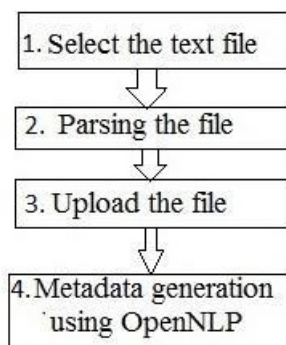 1. Select the text file
2. Parsing the file
3. Upload the file
4. Metadata generation
using OpenNLP